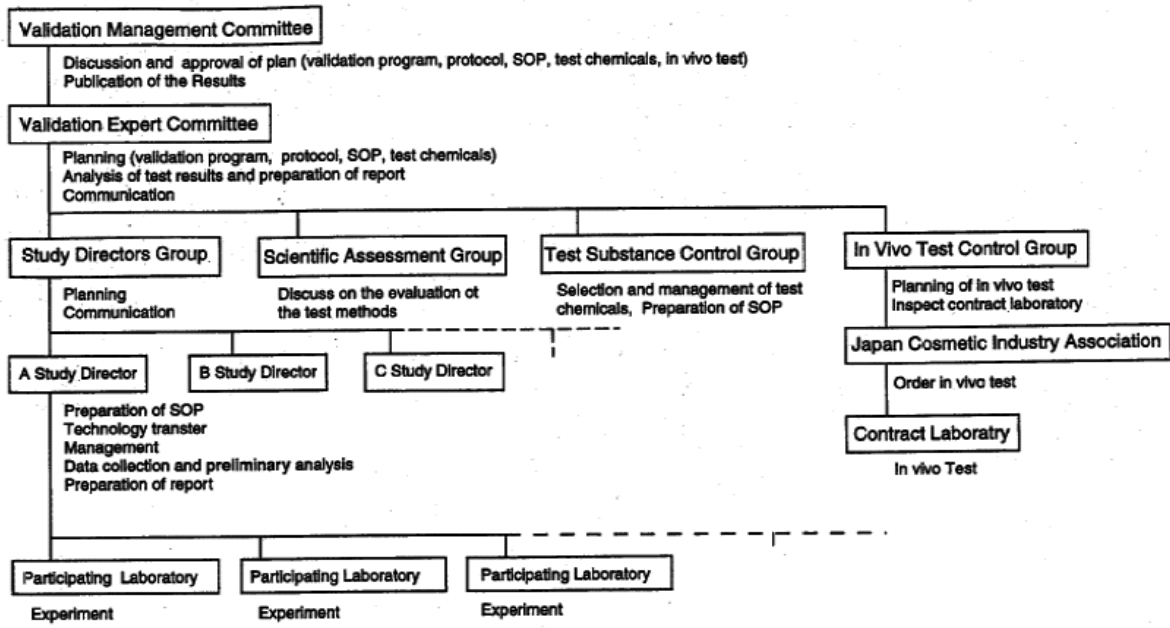 Validation Management Committee
Discussion and approval of plan (validation program, protocol, SOP, test chemicals, in vivo test)
Publication of the Results
Validation Expert Committee
Planning (validation program, protocol, SOP, test chemicals)
Analysis of test results and preparation of report
Communication
Study Directors Group
Planning
Communication
Scientific Assessment Group
Discuss on the evaluation of
the test methods
Test Substance Control Group
Selection and management of test
chemicals, Preparation of SOP
In Vivo Test Control Group
Planning of in vivo test
Inspect contract laboratory
Japan Cosmetic Industry Association
Order in vivo test
Contract Laboratry
In vivo Test
A Study Director
B Study Director
C Study Director
Preparation of SOP
Technology transter
Management
Data collection and preliminary analysis
Preparation of report
Participating Laboratory
Experiment
Participating Laboratory
Experiment
Participating Laboratory
Experiment